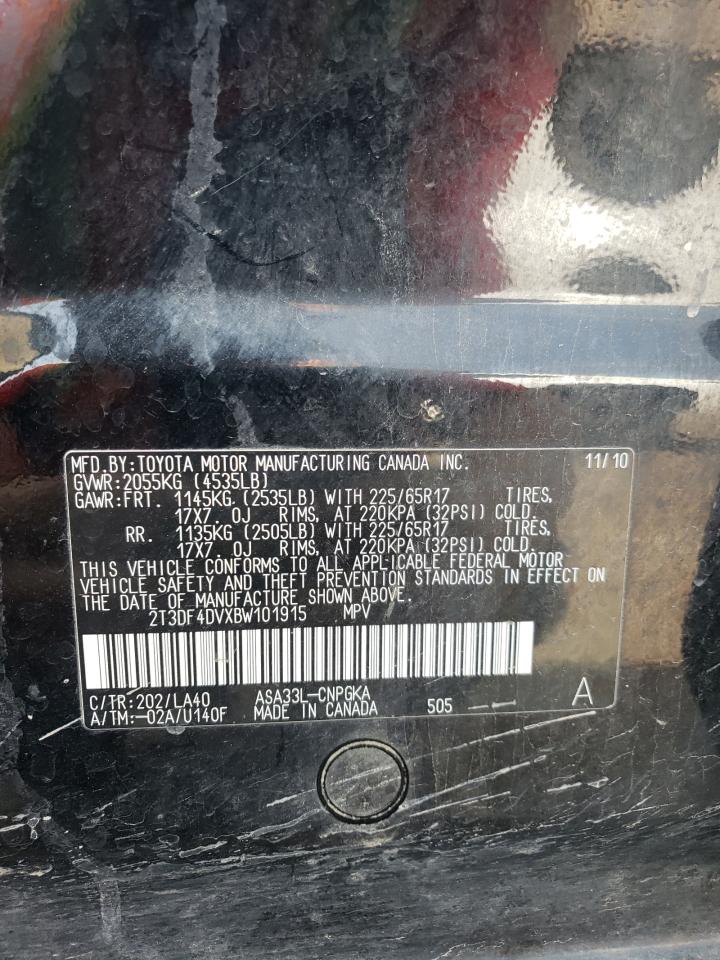 MFD.BY:TOYOTA MOTOR MANUFACTURING CANADA INC. 11/10
GVWR:2055KG (4535LB)
GAWR:FRT. 1145KG (2535LB) WITH 225/65R17 TIRES,
17X7.0J RIMS, AT 220KPA (32PSI) COLD.
RR. 1135KG (2505LB) WITH 225/65R17 TIRES,
17X7.0J RIMS, AT 220KPA (32PSI) COLD.
THIS VEHICLE CONFORMS TO ALL APPLICABLE FEDERAL MOTOR
VEHICLE SAFETY AND THEFT PREVENTION STANDARDS IN EFFECT ON
THE DATE OF MANUFACTURE SHOWN ABOVE.
2T3DF4DVXBW101915 MPV
C/TR:202/LA40 ASA33L-CNPGKA
A/TM:-02A/U140F MADE IN CANADA 505 A